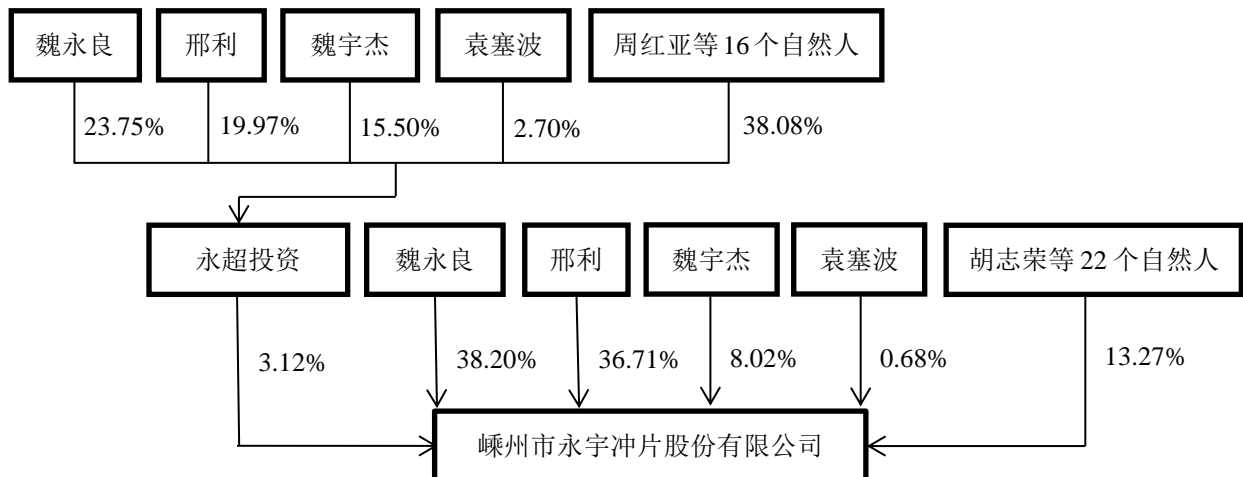 魏永良
邢利
魏宇杰
袁塞波
周红亚等 16 个自然人
23.75%
19.97%
15.50%
2.70%
38.08%
永超投资
魏永良
邢利
魏宇杰
袁塞波
胡志荣等 22 个自然人
3.12%
38.20%
36.71%
8.02%
0.68%
13.27%
嵊州市永宇冲片股份有限公司